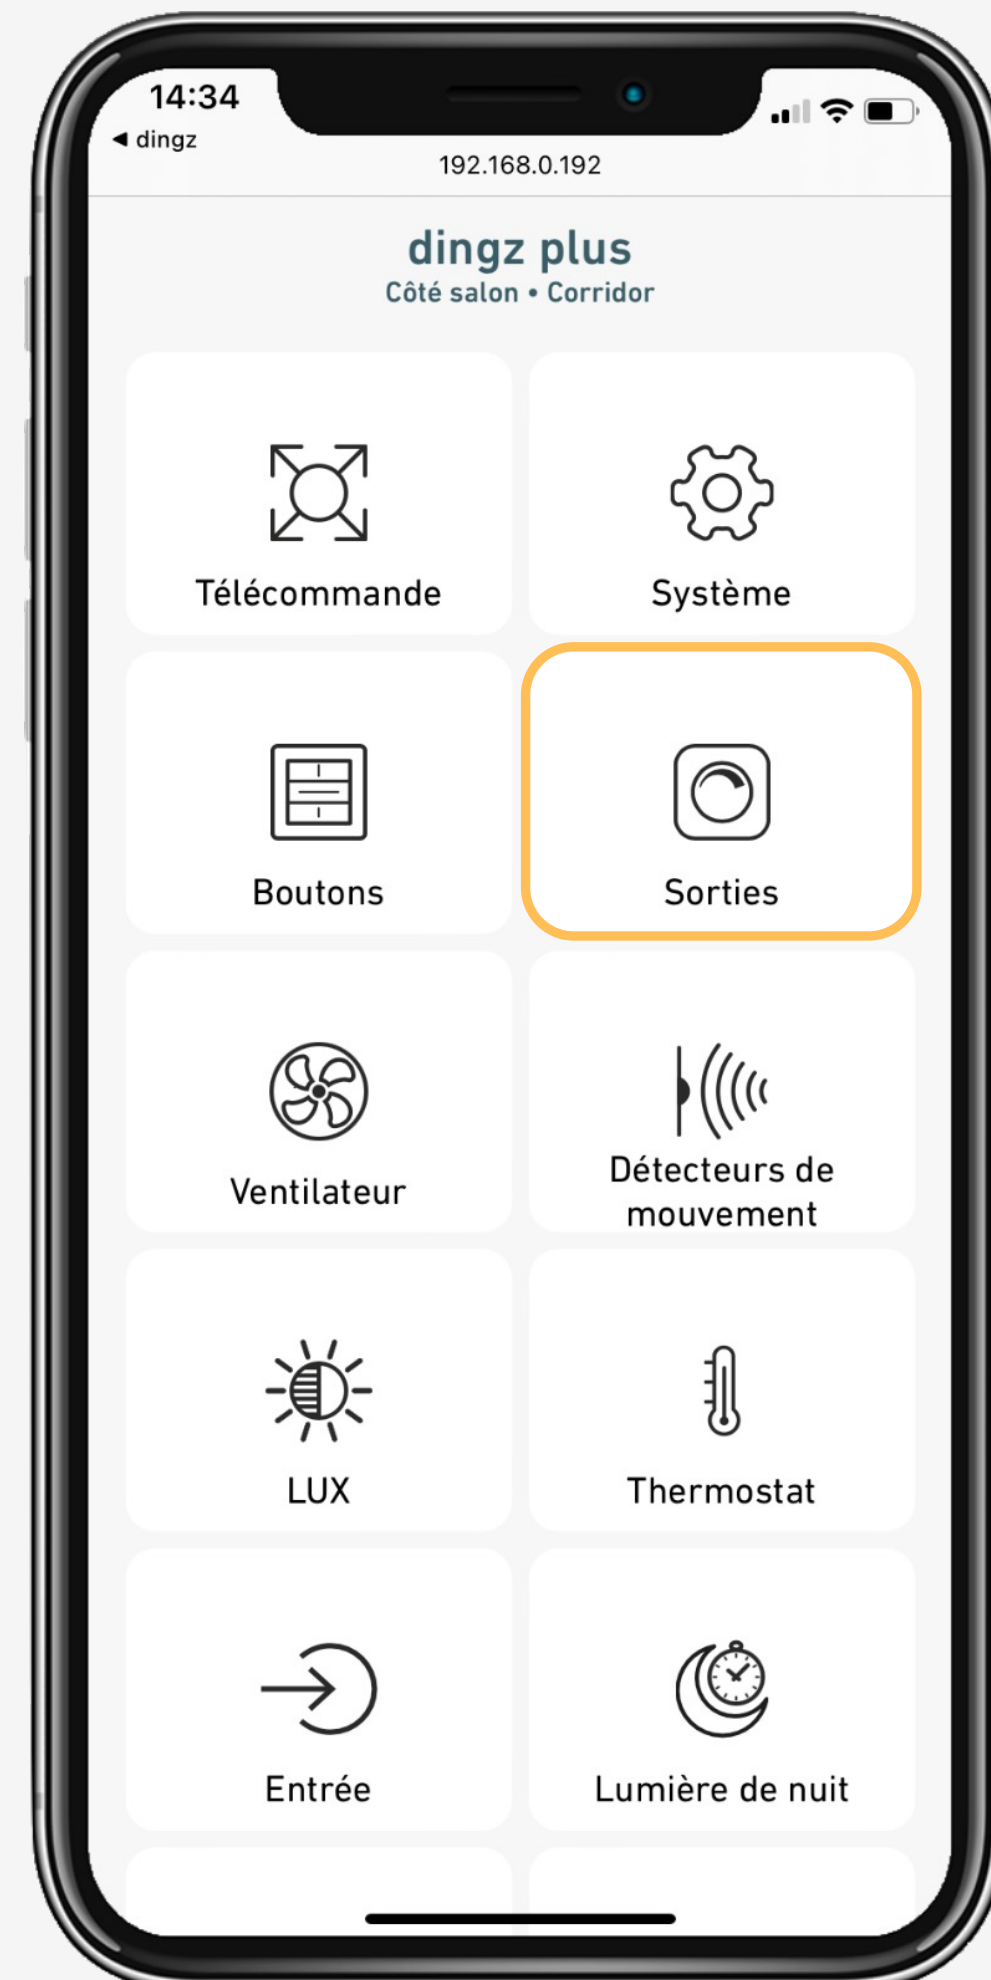 14:34
◀ dingz
192.168.0.192
dingz plus
Côté salon • Corridor
Télécommande
Système
Boutons
Sorties
Ventilateur
Détecteurs de
mouvement
LUX
Thermostat
Entrée
Lumière de nuit